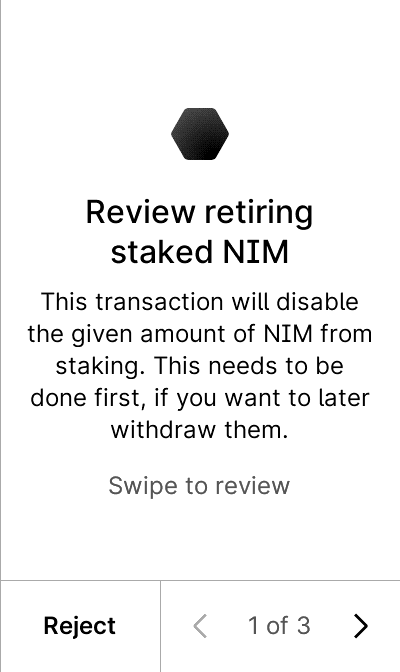 Review retiring
staked NIM
This transaction will disable
the given amount of NIM from
staking. This needs to be
done first, if you want to later
withdraw them.
Swipe to review
Reject
1 of 3